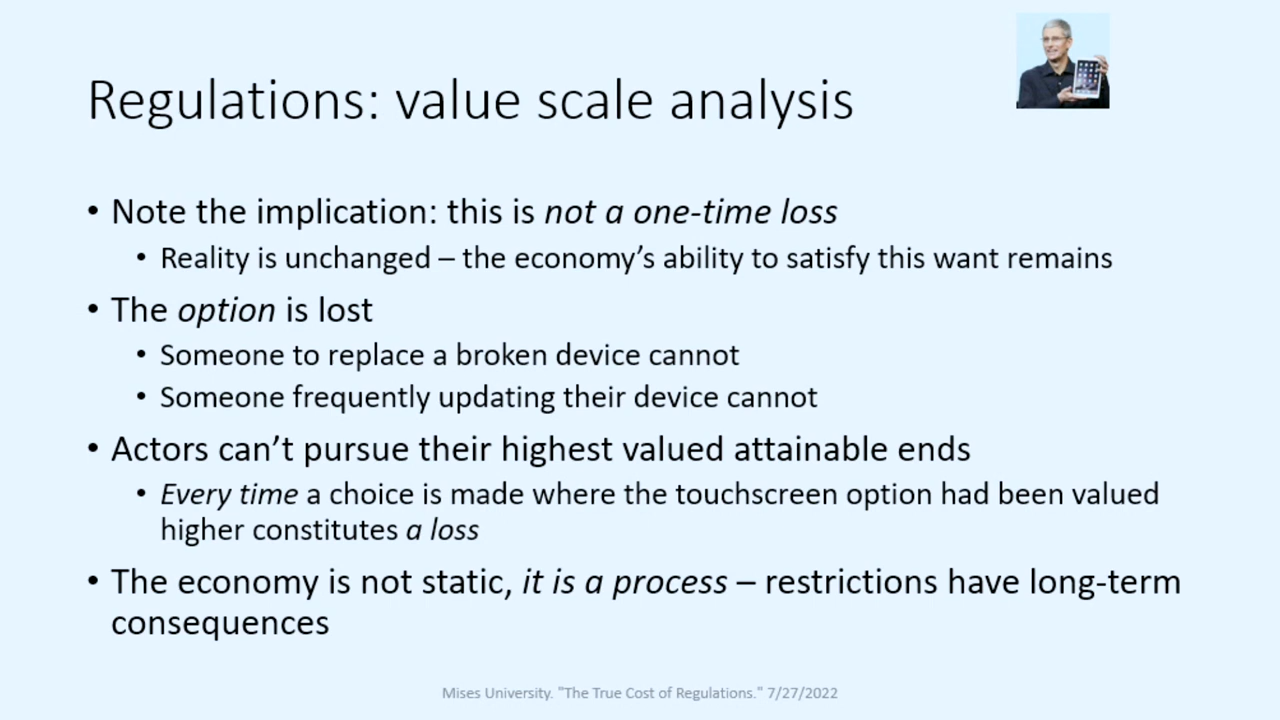 Regulations: value scale analysis
• Note the implication: this is not a one-time loss
• Reality is unchanged – the economy’s ability to satisfy this want remains
• The option is lost
• Someone to replace a broken device cannot
• Someone frequently updating their device cannot
• Actors can’t pursue their highest valued attainable ends
• Every time a choice is made where the touchscreen option had been valued
higher constitutes a loss
• The economy is not static, it is a process – restrictions have long-term
consequences
Mises University. "The True Cost of Regulations." 7/27/2022